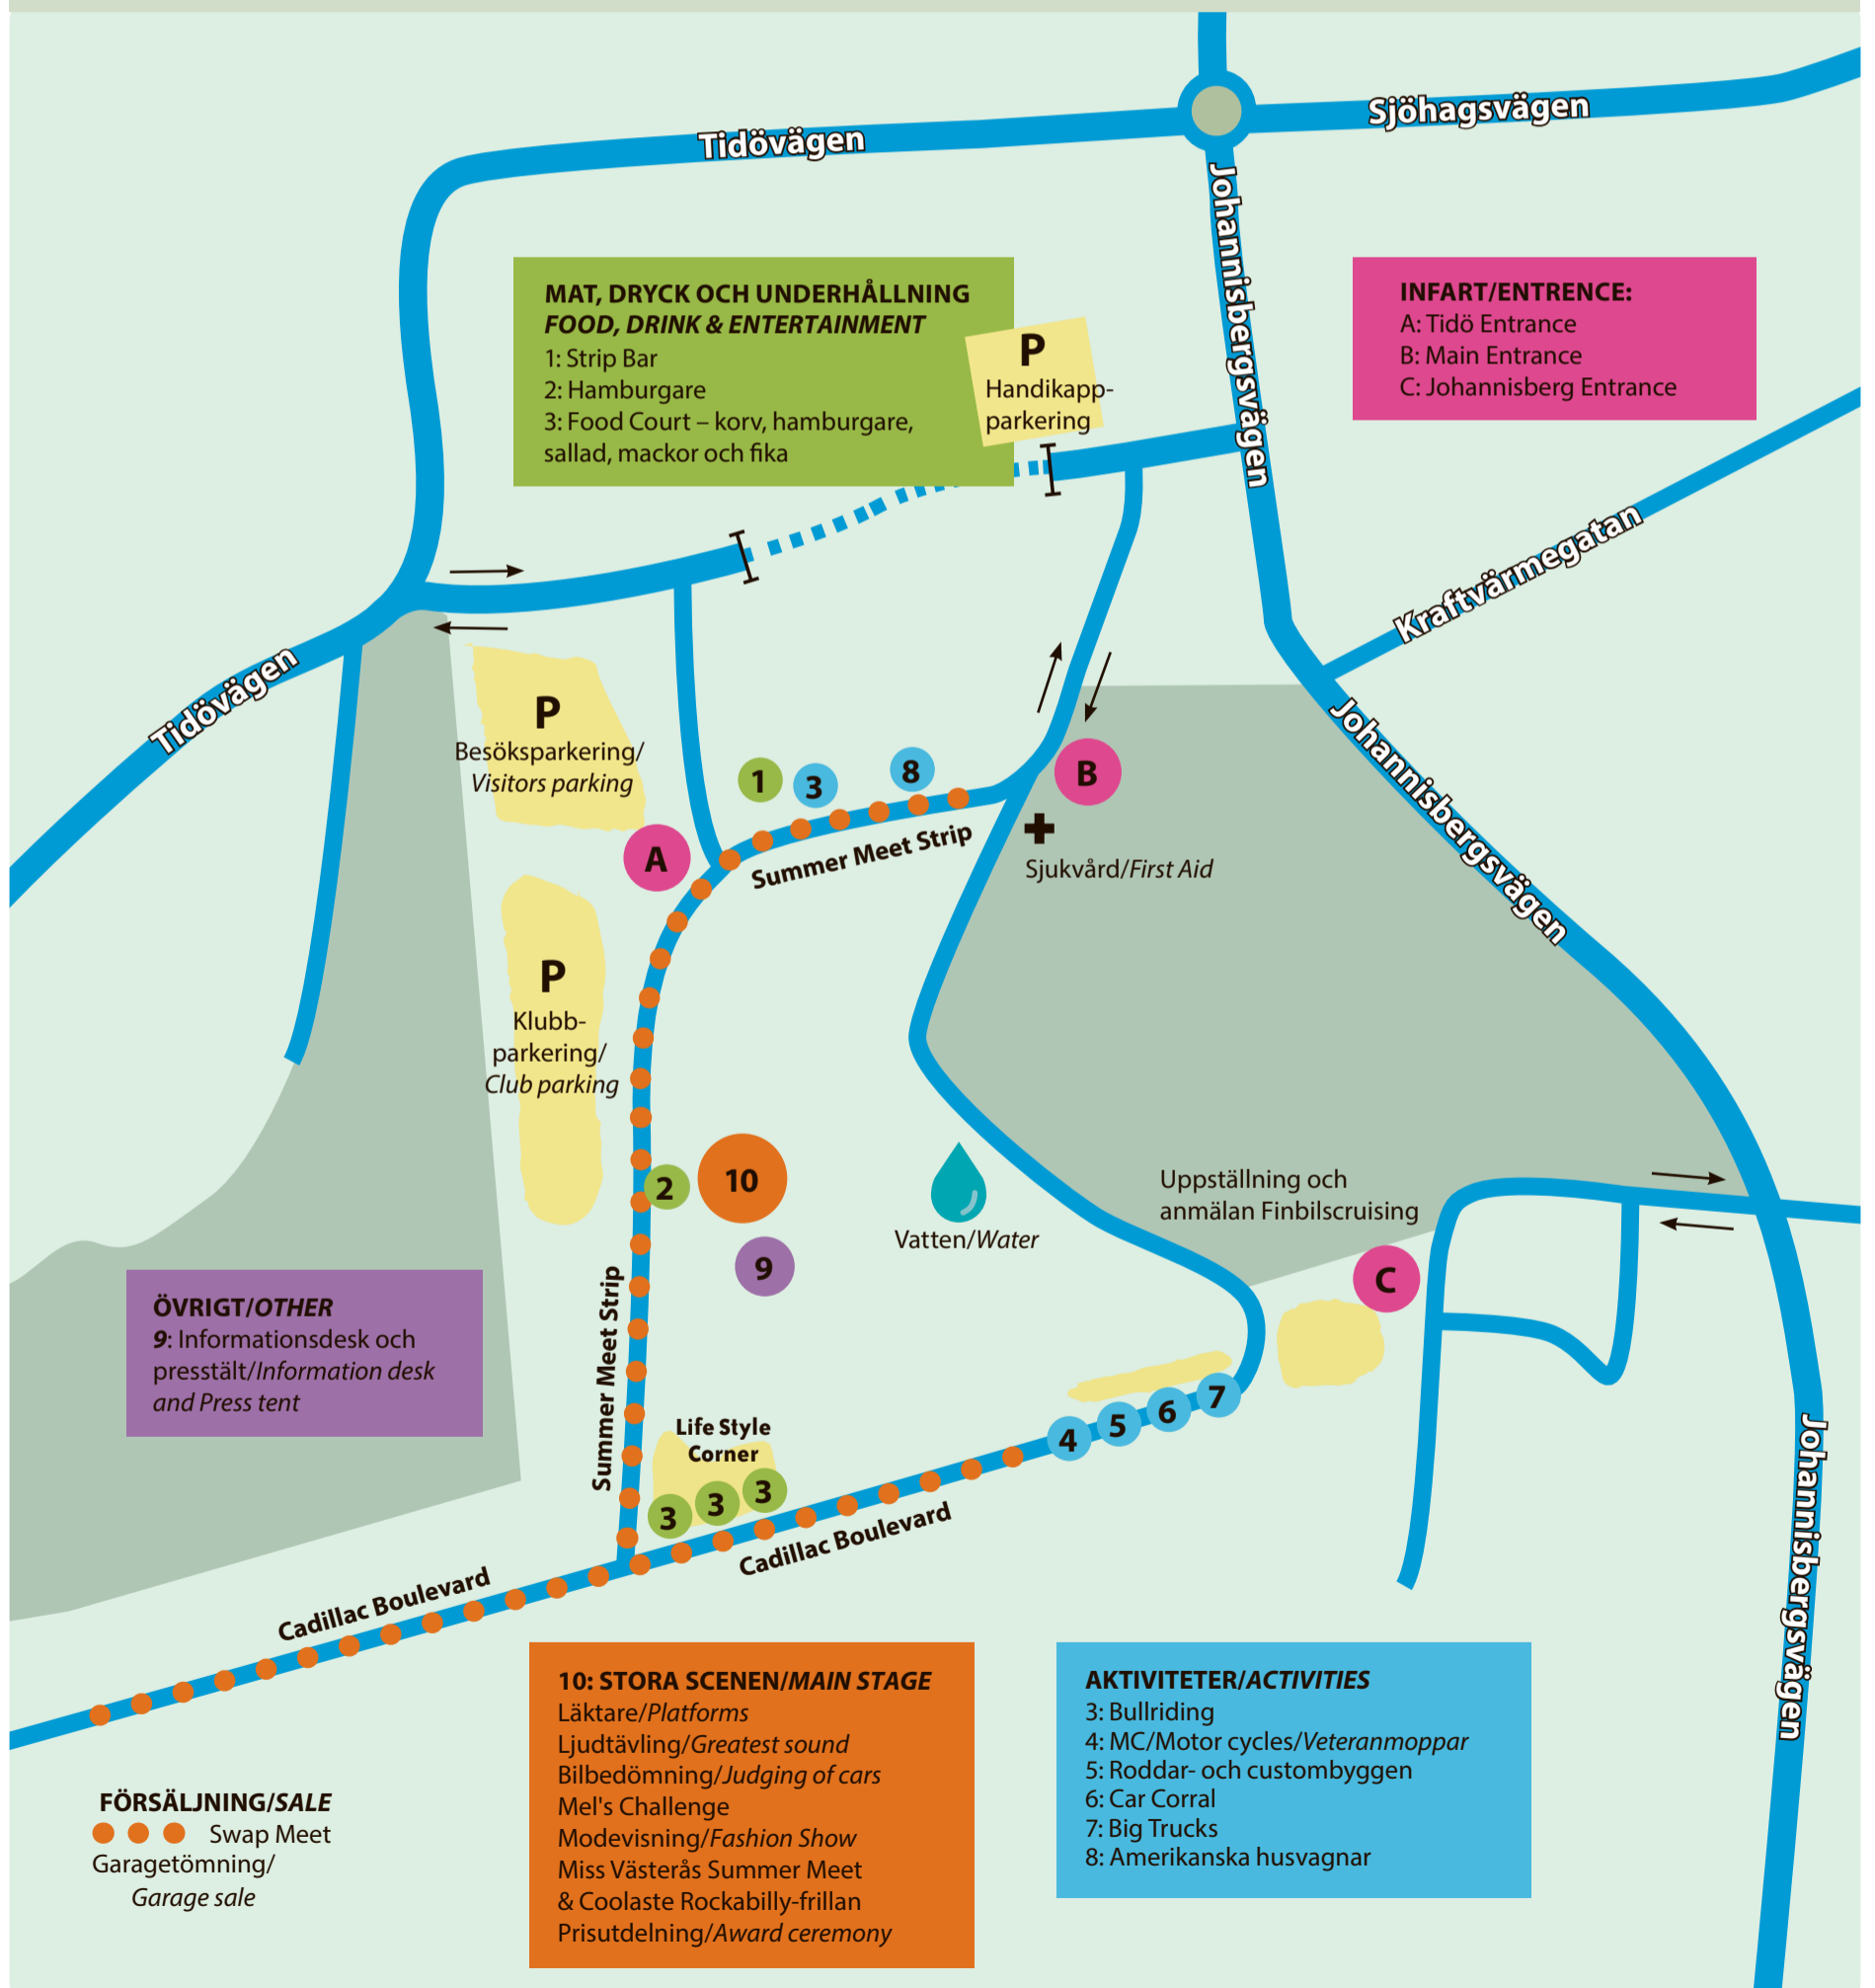 Tidövägen
Sjöhagsvägen
Johannisbergsvägen
MAT, DRYCK OCH UNDERHÅLLNING
FOOD, DRINK & ENTERTAINMENT
1: Strip Bar
2: Hamburgare
3: Food Court – korv, hamburgare,
sallad, mackor och fika
P
Handikapp-
parkering
INFART/ENTRENCE:
A: Tidö Entrance
B: Main Entrance
C: Johannisberg Entrance
Kraftvärmegatan
Tidövägen
P
Besöksparkering/
Visitors parking
1
3
8
B
A
Summer Meet Strip
Sjukvård/First Aid
Johannisbergsvägen
P
Klubb-
parkering/
Club parking
2
10
9
Vatten/Water
Uppställning och
anmälan Finbilscruising
C
ÖVRIGT/OTHER
9: Informationsdesk och
presstält/Information desk
and Press tent
Summer Meet Strip
Life Style
Corner
3
3
3
4
5
6
7
Cadillac Boulevard
Cadillac Boulevard
Johannisbergsvägen
10: STORA SCENEN/MAIN STAGE
Läktare/Platforms
Ljudtävling/Greatest sound
Bilbedömning/Judging of cars
Mel's Challenge
Modevisning/Fashion Show
Miss Västerås Summer Meet
& Coolaste Rockabilly-frillan
Prisutdelning/Award ceremony
AKTIVITETER/ACTIVITIES
3: Bullriding
4: MC/Motor cycles/Veteranmoppar
5: Roddar- och custombyggen
6: Car Corral
7: Big Trucks
8: Amerikanska husvagnar
FÖRSÄLJNING/SALE
Swap Meet
Garagetömning/
Garage sale